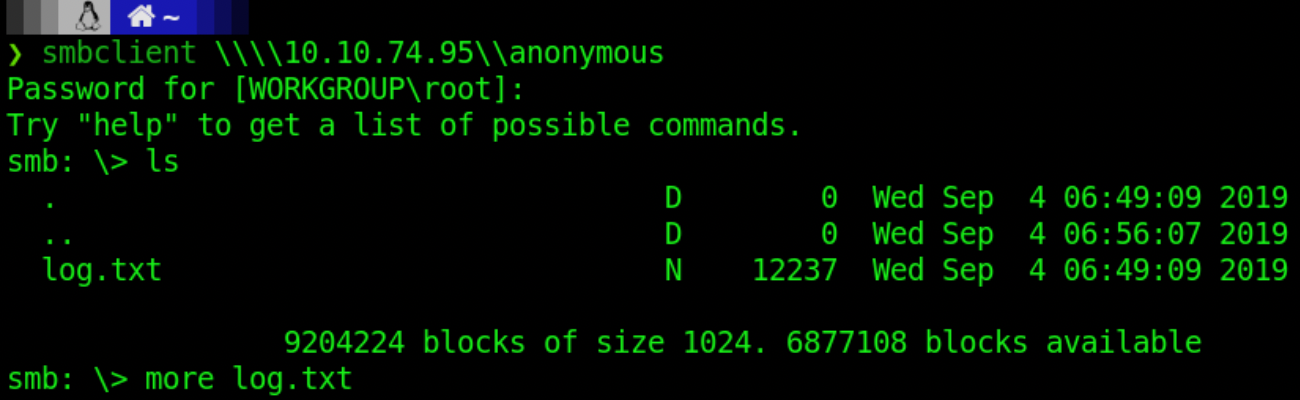 ~
❯ smbclient \\\\10.10.74.95\\anonymous
Password for [WORKGROUP\root]:
Try "help" to get a list of possible commands.
smb: \> ls
  .                                   D        0  Wed Sep  4 06:49:09 2019
  ..                                  D        0  Wed Sep  4 06:56:07 2019
  log.txt                             N    12237  Wed Sep  4 06:49:09 2019
                9204224 blocks of size 1024. 6877108 blocks available
smb: \> more log.txt